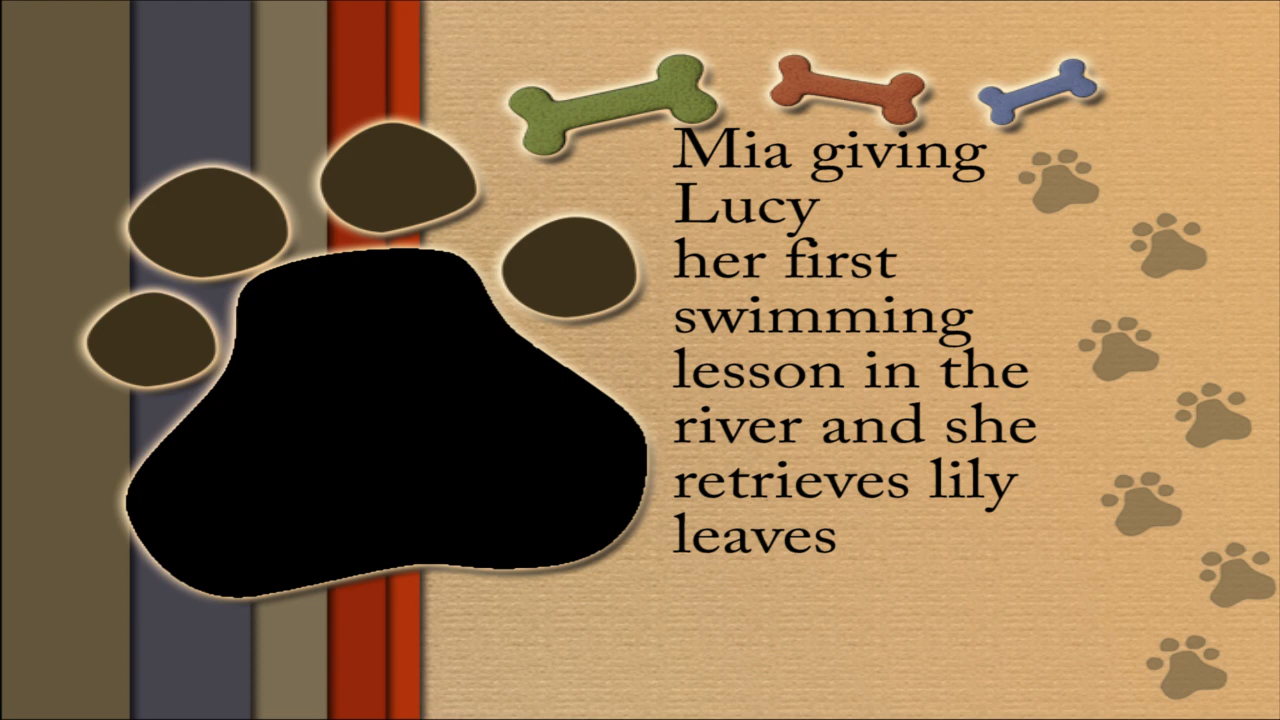 Mia giving
Lucy
her first
swimming
lesson in the
river and she
retrieves lily
leaves